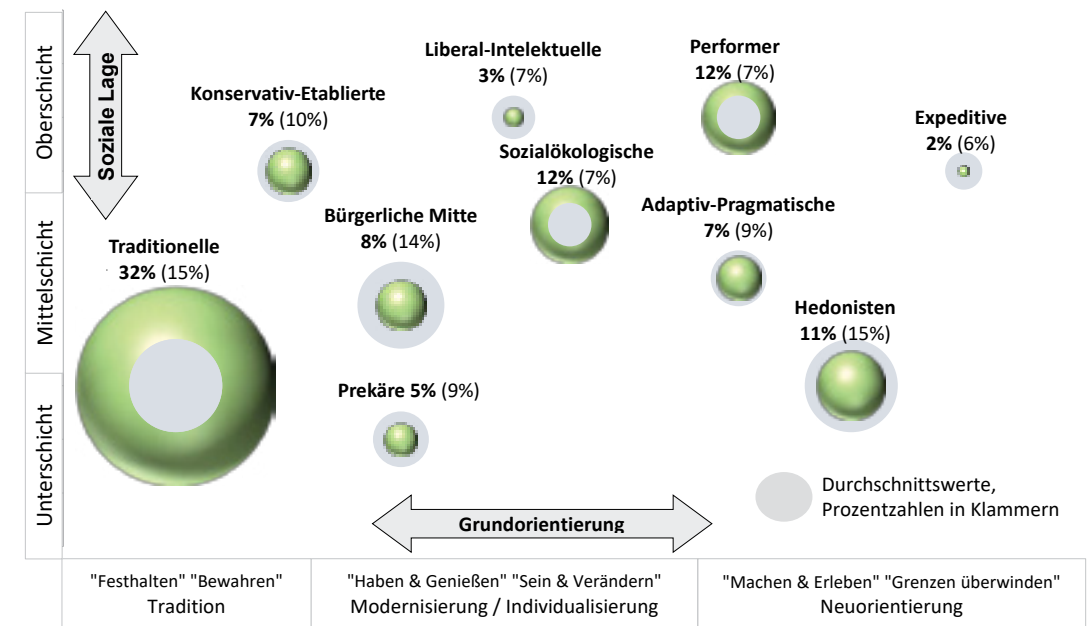 Oberschicht
Mittelschicht
Unterschicht
Soziale Lage
Liberal-Intelektuelle
3% (7%)
Performer
12% (7%)
Konservativ-Etablierte
7% (10%)
Expeditive
2% (6%)
Sozialökologische
12% (7%)
Adaptiv-Pragmatische
7% (9%)
Bürgerliche Mitte
8% (14%)
Traditionelle
32% (15%)
Hedonisten
11% (15%)
Prekäre 5% (9%)
Durchschnittswerte,
Prozentzahlen in Klammern
Grundorientierung
"Festhalten" "Bewahren"
Tradition
"Haben & Genießen" "Sein & Verändern"
Modernisierung / Individualisierung
"Machen & Erleben" "Grenzen überwinden"
Neuorientierung